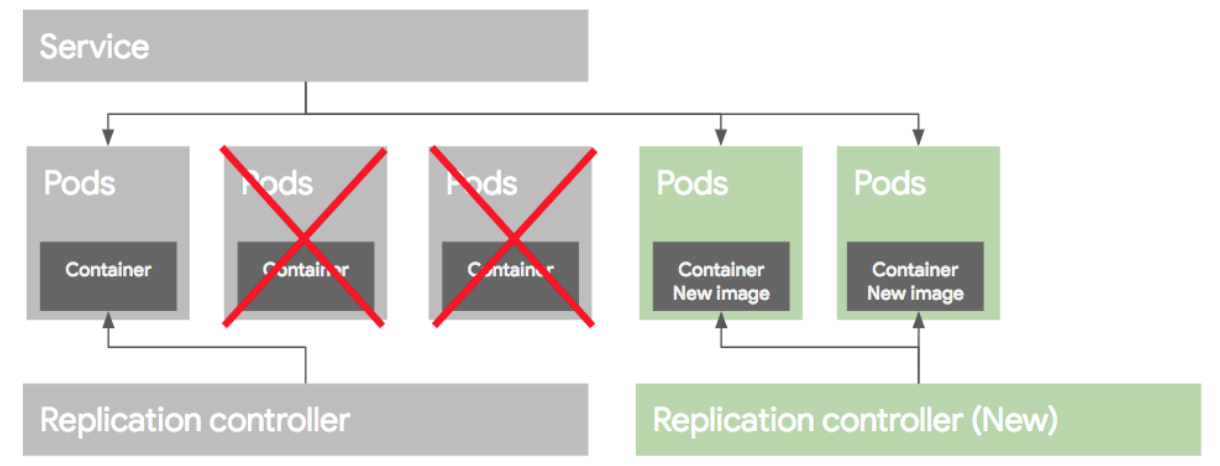 Service
Pods
Pods
Pods
Pods
Pods
Container
Container
Container
Container
New image
Container
New image
Replication controller
Replication controller (New)